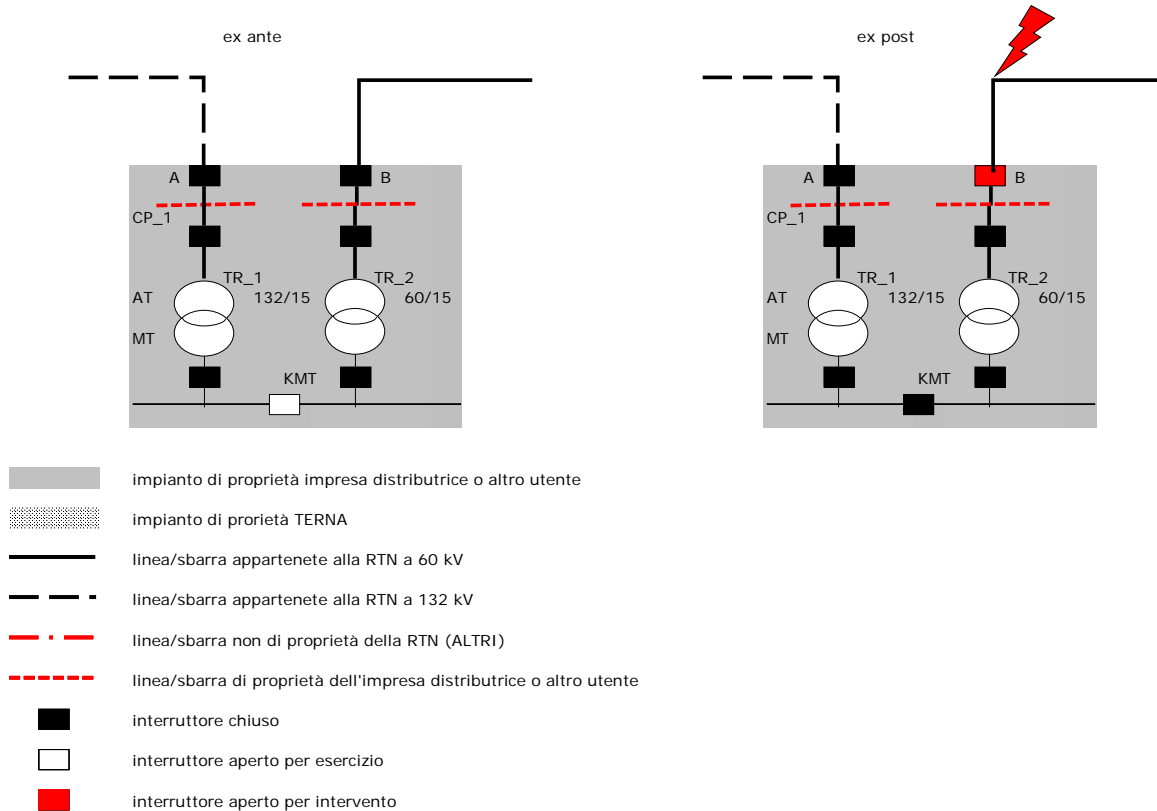 ex ante
ex post
A
B
CP_1
TR_1
TR_2
AT
132/15
60/15
MT
KMT
A
B
CP_1
TR_1
TR_2
AT
132/15
60/15
MT
KMT
impianto di proprietà impresa distributrice o altro utente
impianto di prorietà TERNA
linea/sbarra appartenete alla RTN a 60 kV
linea/sbarra appartenete alla RTN a 132 kV
linea/sbarra non di proprietà della RTN (ALTRI)
linea/sbarra di proprietà dell'impresa distributrice o altro utente
interruttore chiuso
interruttore aperto per esercizio
interruttore aperto per intervento